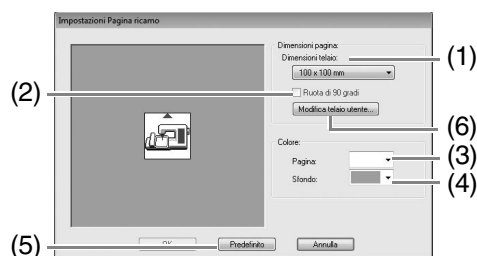 Impostazioni Pagina ricamo
Dimensioni pagina:
Dimensioni telaio:
(1)
100 x 100 mm
(2)
Ruota di 90 gradi
Modifica telaio utente...
(6)
Colore:
Pagina:
(3)
Sfondo:
(4)
(5)
OK
Predefinito
Annulla